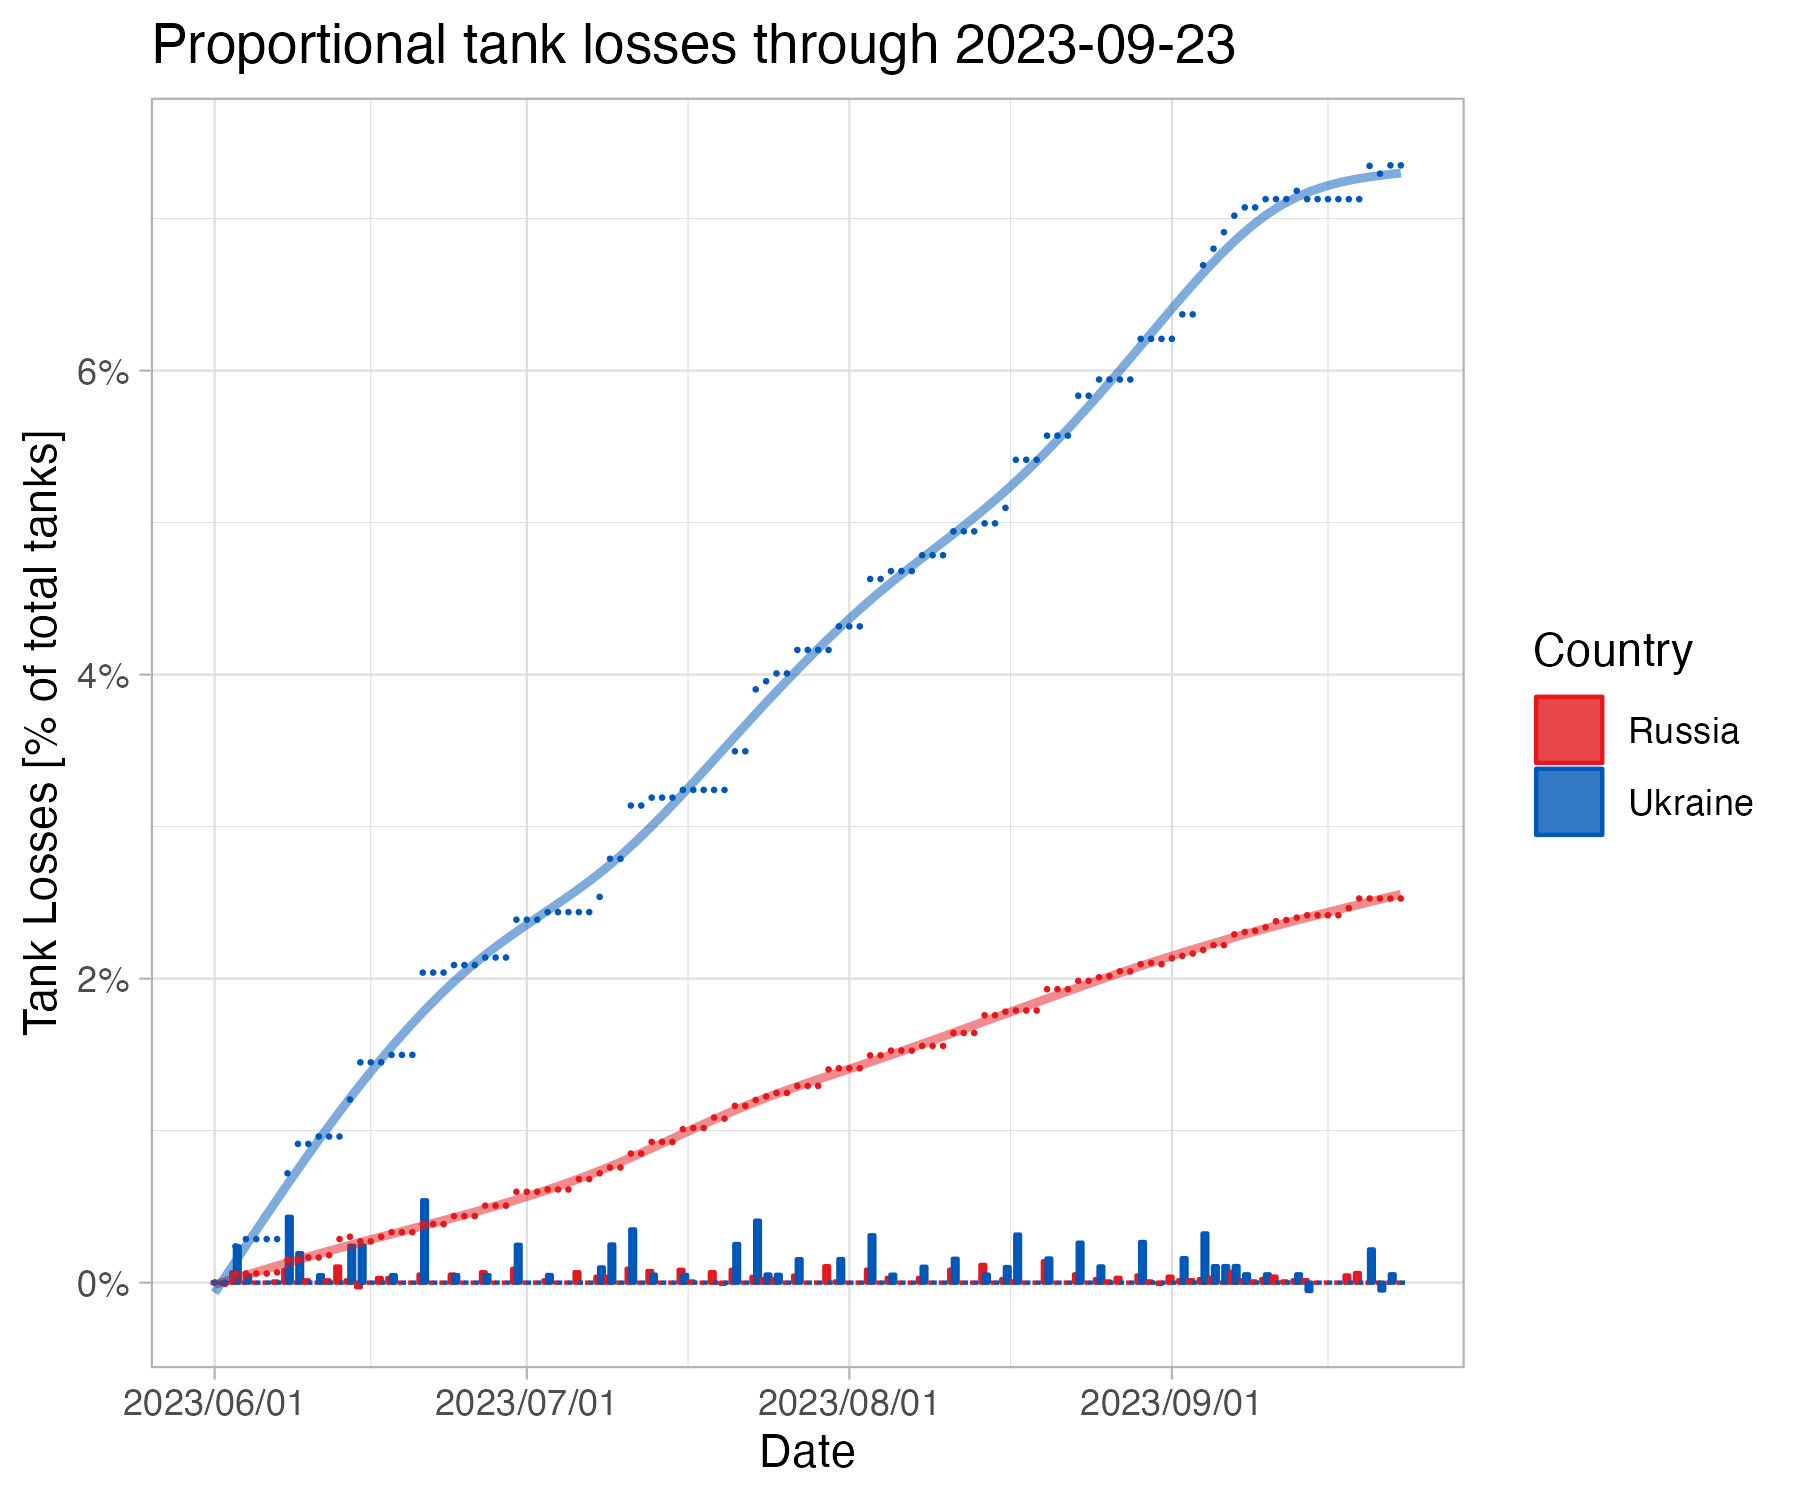 Proportional tank losses through 2023-09-23
Tank Losses [% of total tanks]
6%
4%
2%
0%
2023/06/01
2023/07/01
2023/08/01
2023/09/01
Date
Country
Russia
Ukraine